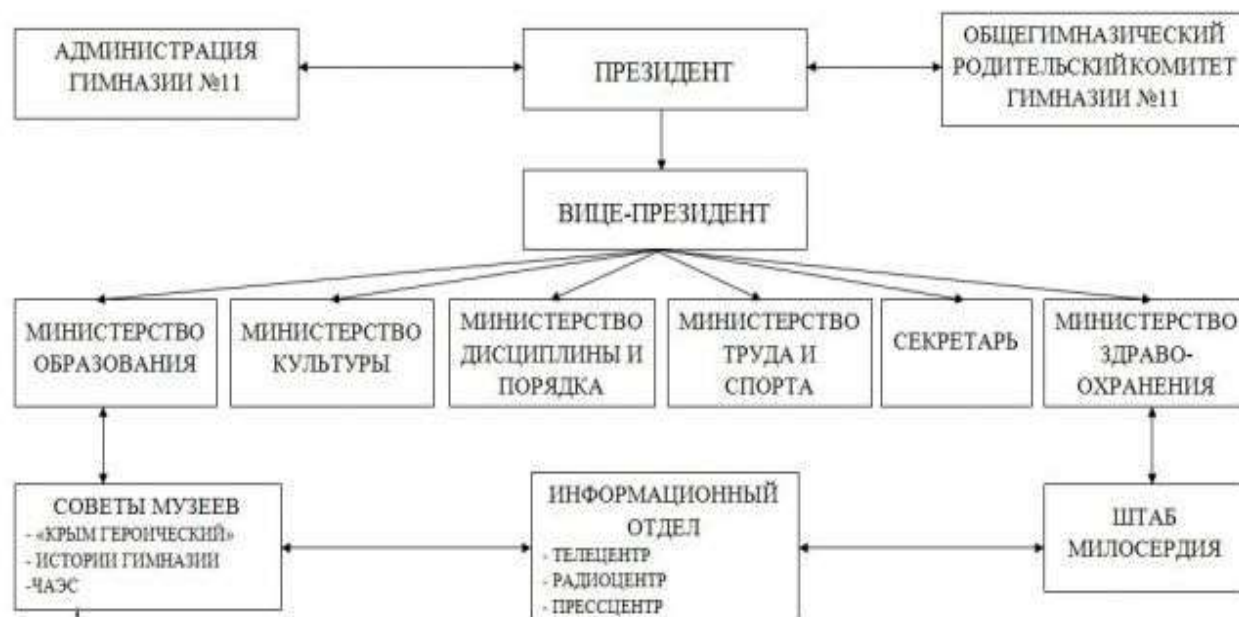 АДМИНИСТРАЦИЯ
ГИМНАЗИИ №11
ПРЕЗИДЕНТ
ОБЩЕГИМНАЗИЧЕСКИЙ
РОДИТЕЛЬСКИЙ КОМИТЕТ
ГИМНАЗИИ №11
ВИЦЕ-ПРЕЗИДЕНТ
МИНИСТЕРСТВО
ОБРАЗОВАНИЯ
МИНИСТЕРСТВО
КУЛЬТУРЫ
МИНИСТЕРСТВО
ДИСЦИПЛИНЫ И
ПОРЯДКА
МИНИСТЕРСТВО
ТРУДА И
СПОРТА
СЕКРЕТАРЬ
МИНИСТЕРСТВО
ЗДРАВО-
ОХРАНЕНИЯ
СОВЕТЫ МУЗЕЕВ
- «КРЫМ ГЕРОИЧЕСКИЙ»
- ИСТОРИИ ГИМНАЗИИ
-ЧАЭС
ИНФОРМАЦИОННЫЙ
ОТДЕЛ
- ТЕЛЕЦЕНТР
- РАДИОЦЕНТР
- ПРЕССЦЕНТР
ШТАБ
МИЛОСЕРДИЯ